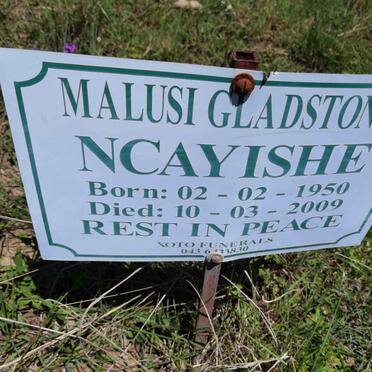 MALUSI GLADSTON
NCAYISHE
Born: 02 - 02 - 1950
Died: 10 - 03 - 2009
REST IN PEACE
XOTO FUNERALS